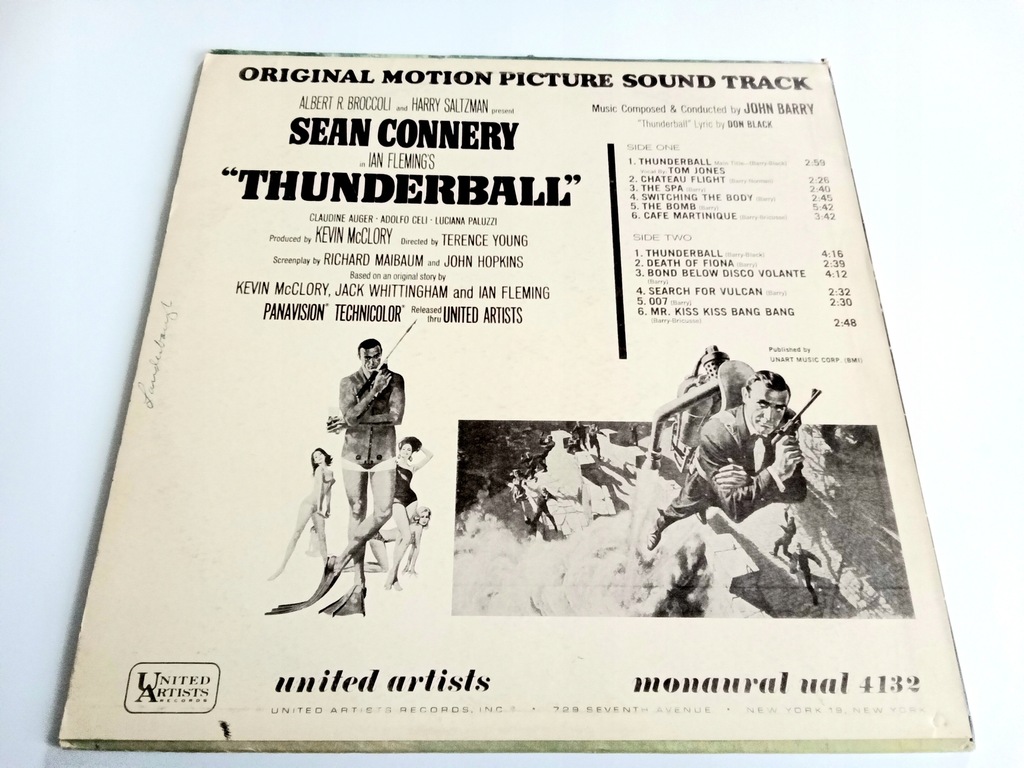 ORIGINAL MOTION PICTURE SOUND TRACK
ALBERT R. BROCCOLI and HARRY SALTZMAN present
SEAN CONNERY
in IAN FLEMING'S
"THUNDERBALL"
CLAUDINE AUGER · ADOLFO CELI · LUCIANA PALUZZI
Produced by KEVIN McCLORY Directed by TERENCE YOUNG
Screenplay by RICHARD MAIBAUM and JOHN HOPKINS
Based on an original story by
KEVIN McCLORY, JACK WHITTINGHAM and IAN FLEMING
PANAVISION® TECHNICOLOR® Released thru UNITED ARTISTS
Music Composed & Conducted by JOHN BARRY
"Thunderball" Lyric by DON BLACK
SIDE ONE
1. THUNDERBALL Main Title (Barry-Black) 2:59
Vocal By TOM JONES
2. CHATEAU FLIGHT (Barry-Norman) 2:26
3. THE SPA (Barry) 2:40
4. SWITCHING THE BODY (Barry) 2:45
5. THE BOMB (Barry) 5:42
6. CAFE MARTINIQUE (Barry-Bricusse) 3:42
SIDE TWO
1. THUNDERBALL (Barry-Black) 4:16
2. DEATH OF FIONA (Barry) 2:39
3. BOND BELOW DISCO VOLANTE 4:12
(Barry)
4. SEARCH FOR VULCAN (Barry) 2:32
5. 007 (Barry) 2:30
6. MR. KISS KISS BANG BANG
(Barry-Bricusse) 2:48
Published by
UNART MUSIC CORP. (BMI)
UNITED
ARTISTS
RECORDS
united artists
monaural ual 4132
UNITED ARTISTS RECORDS, INC. · 729 SEVENTH AVENUE · NEW YORK 19, NEW YORK